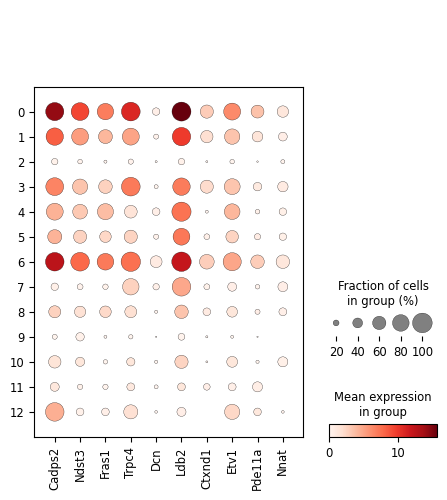 0
1
2
3
4
5
6
7
8
9
10
11
12
Cadps2 Ndst3 Fras1 Trpc4 Dcn Ldb2 Ctxnd1 Etv1 Pde11a Nnat
Fraction of cells
in group (%)
20 40 60 80 100
Mean expression
in group
0 10